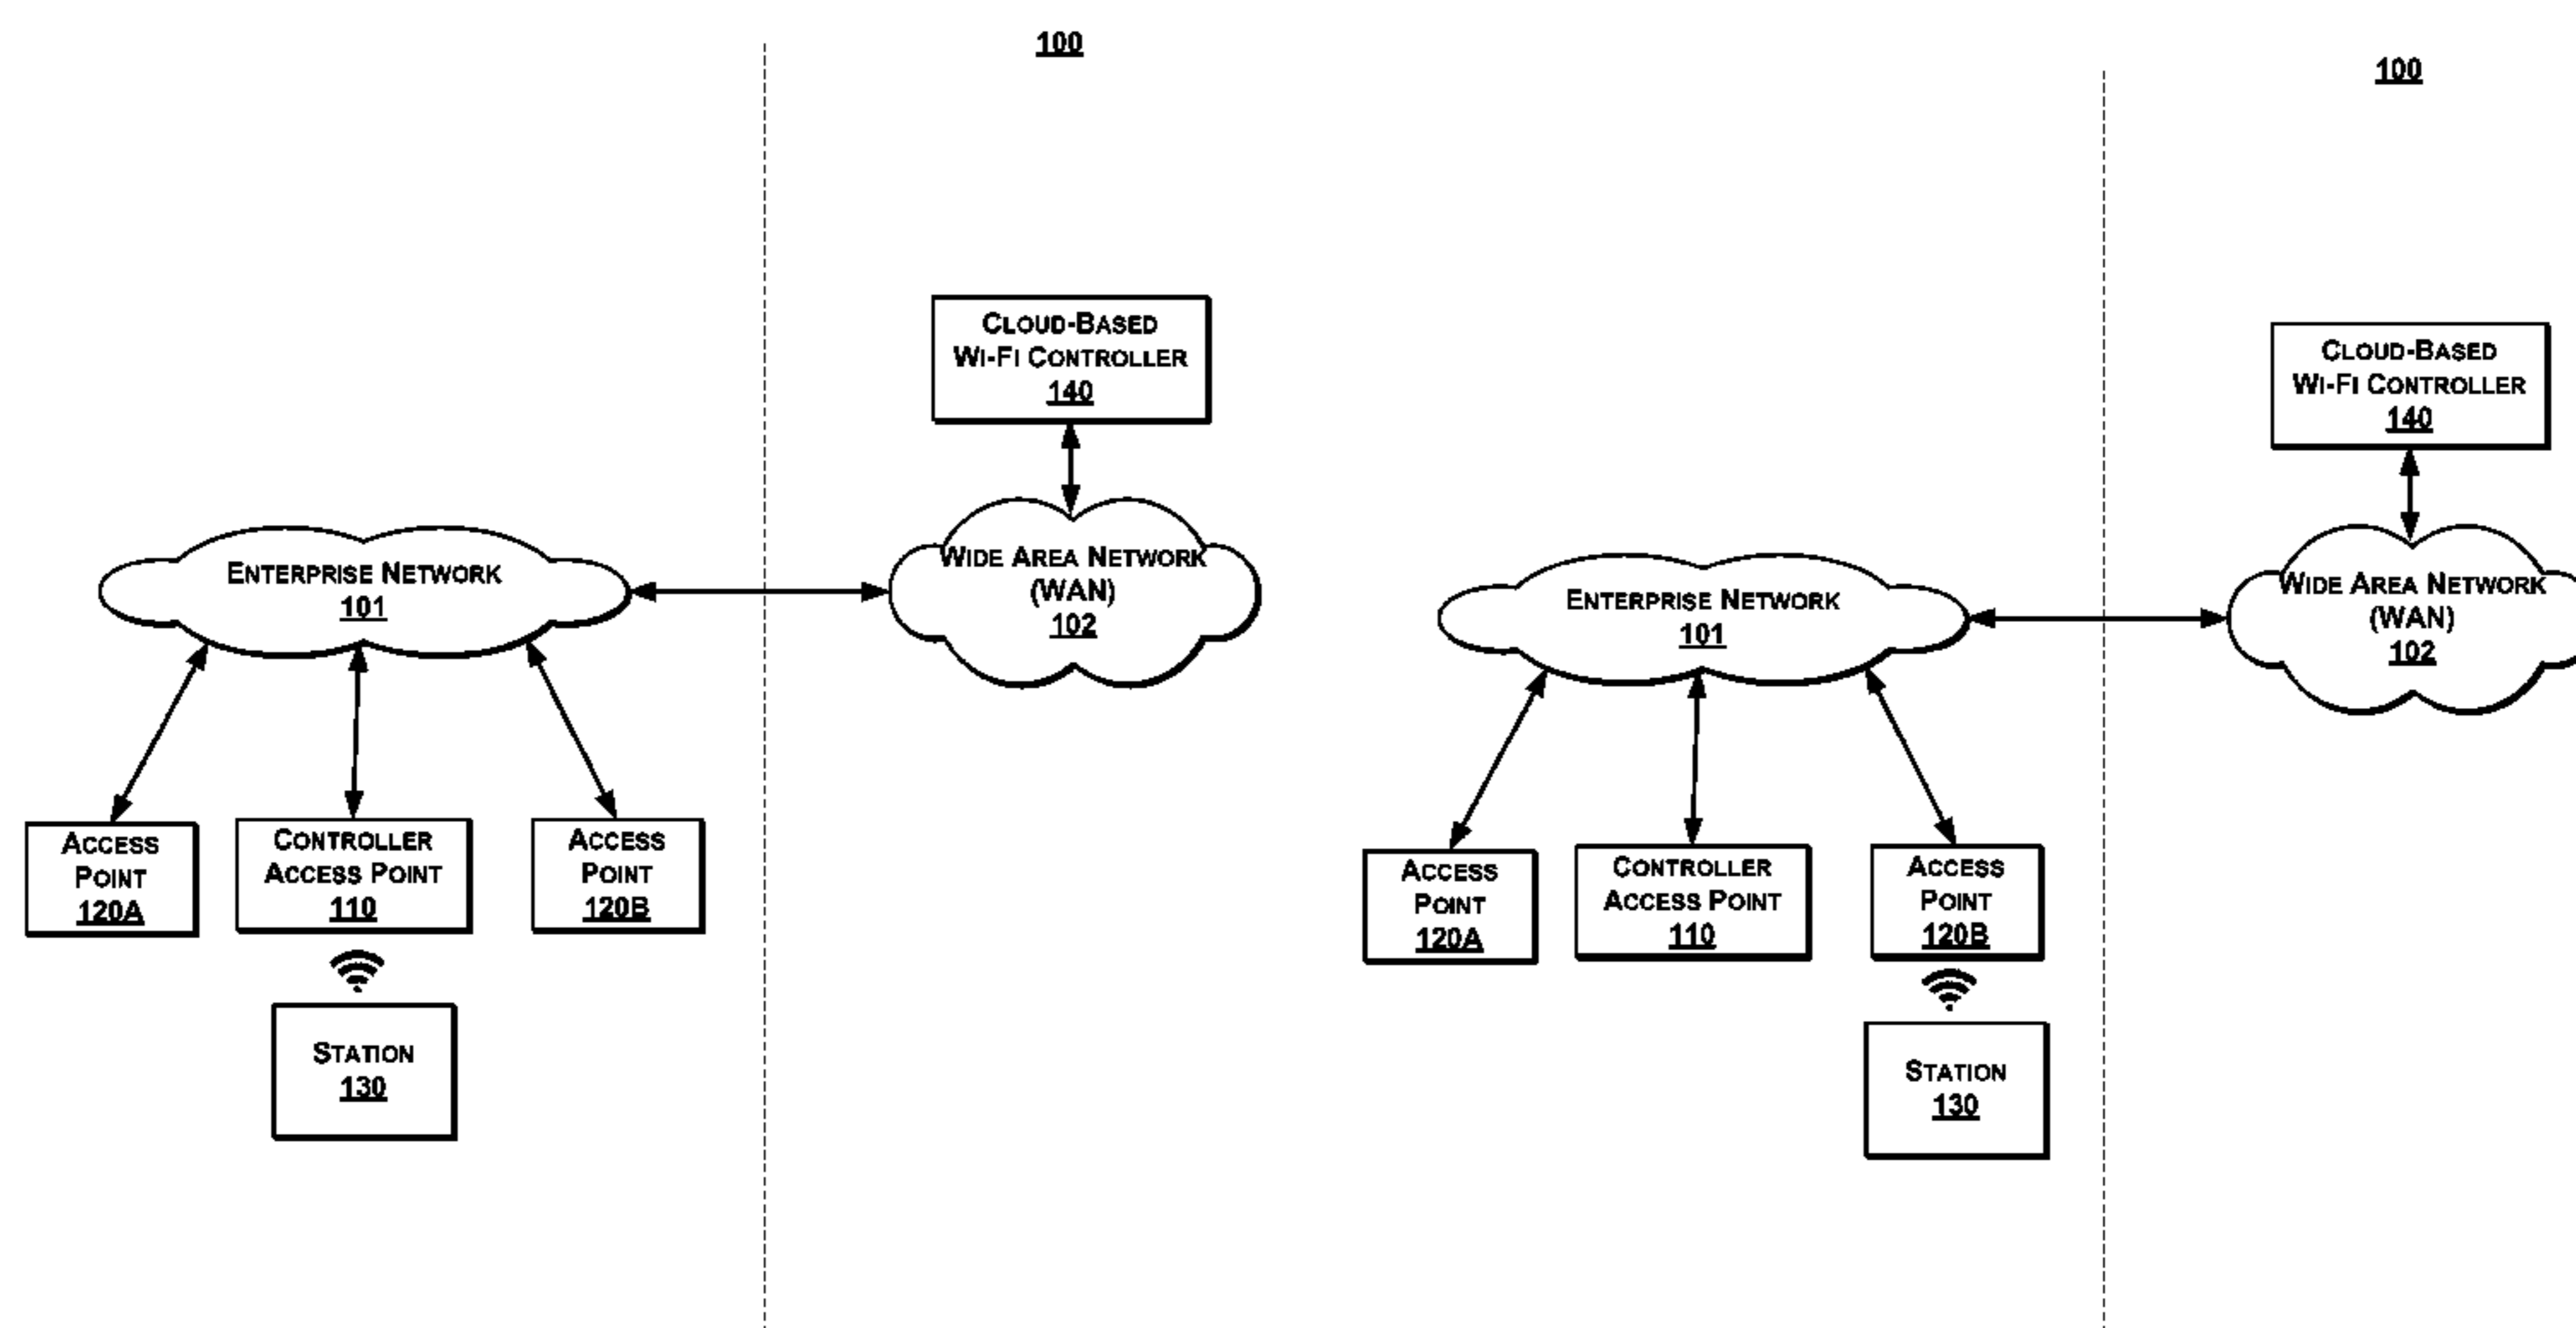 100
CLOUD-BASED
WI-FI CONTROLLER
140
ENTERPRISE NETWORK
101
WIDE AREA NETWORK
(WAN)
102
ACCESS
POINT
120A
CONTROLLER
ACCESS POINT
110
ACCESS
POINT
120B
STATION
130
100
CLOUD-BASED
WI-FI CONTROLLER
140
ENTERPRISE NETWORK
101
WIDE AREA NETWORK
(WAN)
102
ACCESS
POINT
120A
CONTROLLER
ACCESS POINT
110
ACCESS
POINT
120B
STATION
130